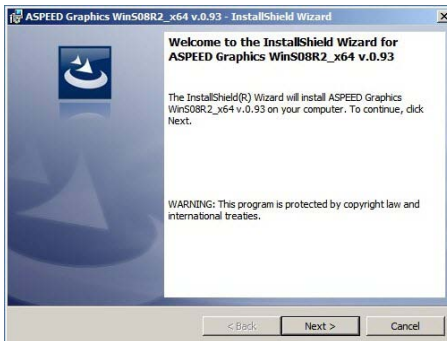 ASPEED Graphics WinS08R2_x64 v.0.93 - InstallShield Wizard
Welcome to the InstallShield Wizard for
ASPEED Graphics WinS08R2_x64 v.0.93
The InstallShield(R) Wizard will install ASPEED Graphics
WinS08R2_x64 v.0.93 on your computer. To continue, click
Next.
WARNING: This program is protected by copyright law and
international treaties.
< Back
Next >
Cancel